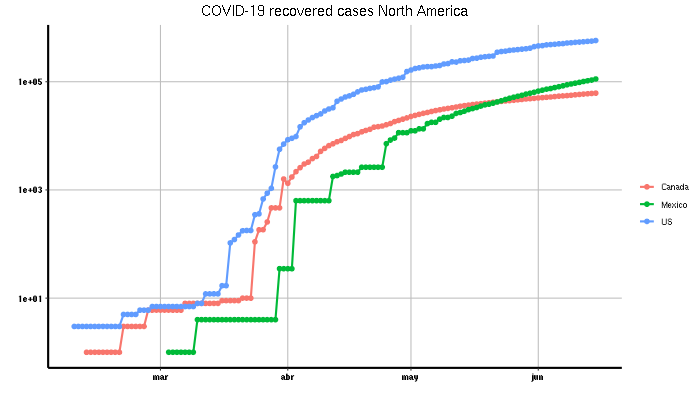 COVID-19 recovered cases North America
1e+05
1e+03
1e+01
mar
abr
may
jun
Canada
Mexico
US